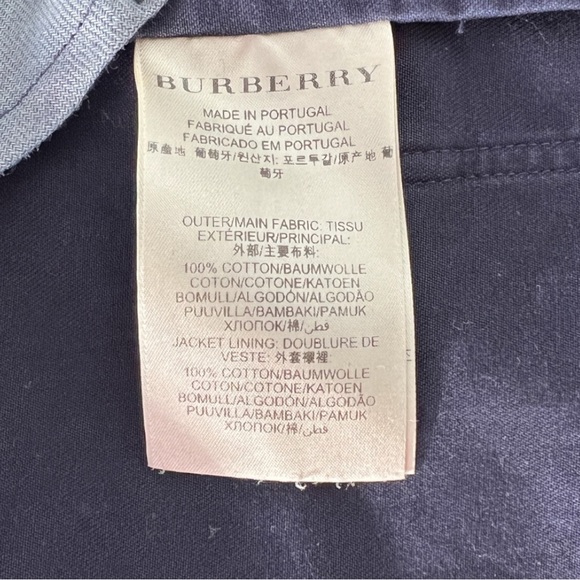 BURBERRY
MADE IN PORTUGAL
FABRIQUÉ AU PORTUGAL
FABRICADO EM PORTUGAL
原產地 葡萄牙/원산지: 포르투갈/原产地 葡
萄牙
OUTER/MAIN FABRIC: TISSU
EXTÉRIEUR/PRINCIPAL:
外部/主要布料:
100% COTTON/BAUMWOLLE
COTON/COTONE/KATOEN
BOMULL/ALGODÓN/ALGODÃO
PUUVILLA/BAMBAKI/PAMUK
ХЛОПОК/棉/قطن
JACKET LINING: DOUBLURE DE
VESTE: 外套襯裡:
100% COTTON/BAUMWOLLE
COTON/COTONE/KATOEN
BOMULL/ALGODÓN/ALGODÃO
PUUVILLA/BAMBAKI/PAMUK
ХЛОПОК/棉/قطن